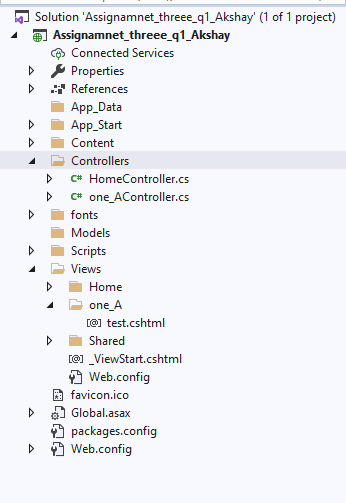 Solution 'Assignamnet_threee_q1_Akshay' (1 of 1 project)
Assignamnet_threee_q1_Akshay
Connected Services
Properties
References
App_Data
App_Start
Content
Controllers
C# HomeController.cs
C# one_AController.cs
fonts
Models
Scripts
Views
Home
one_A
[@] test.cshtml
Shared
[@] _ViewStart.cshtml
Web.config
favicon.ico
Global.asax
packages.config
Web.config